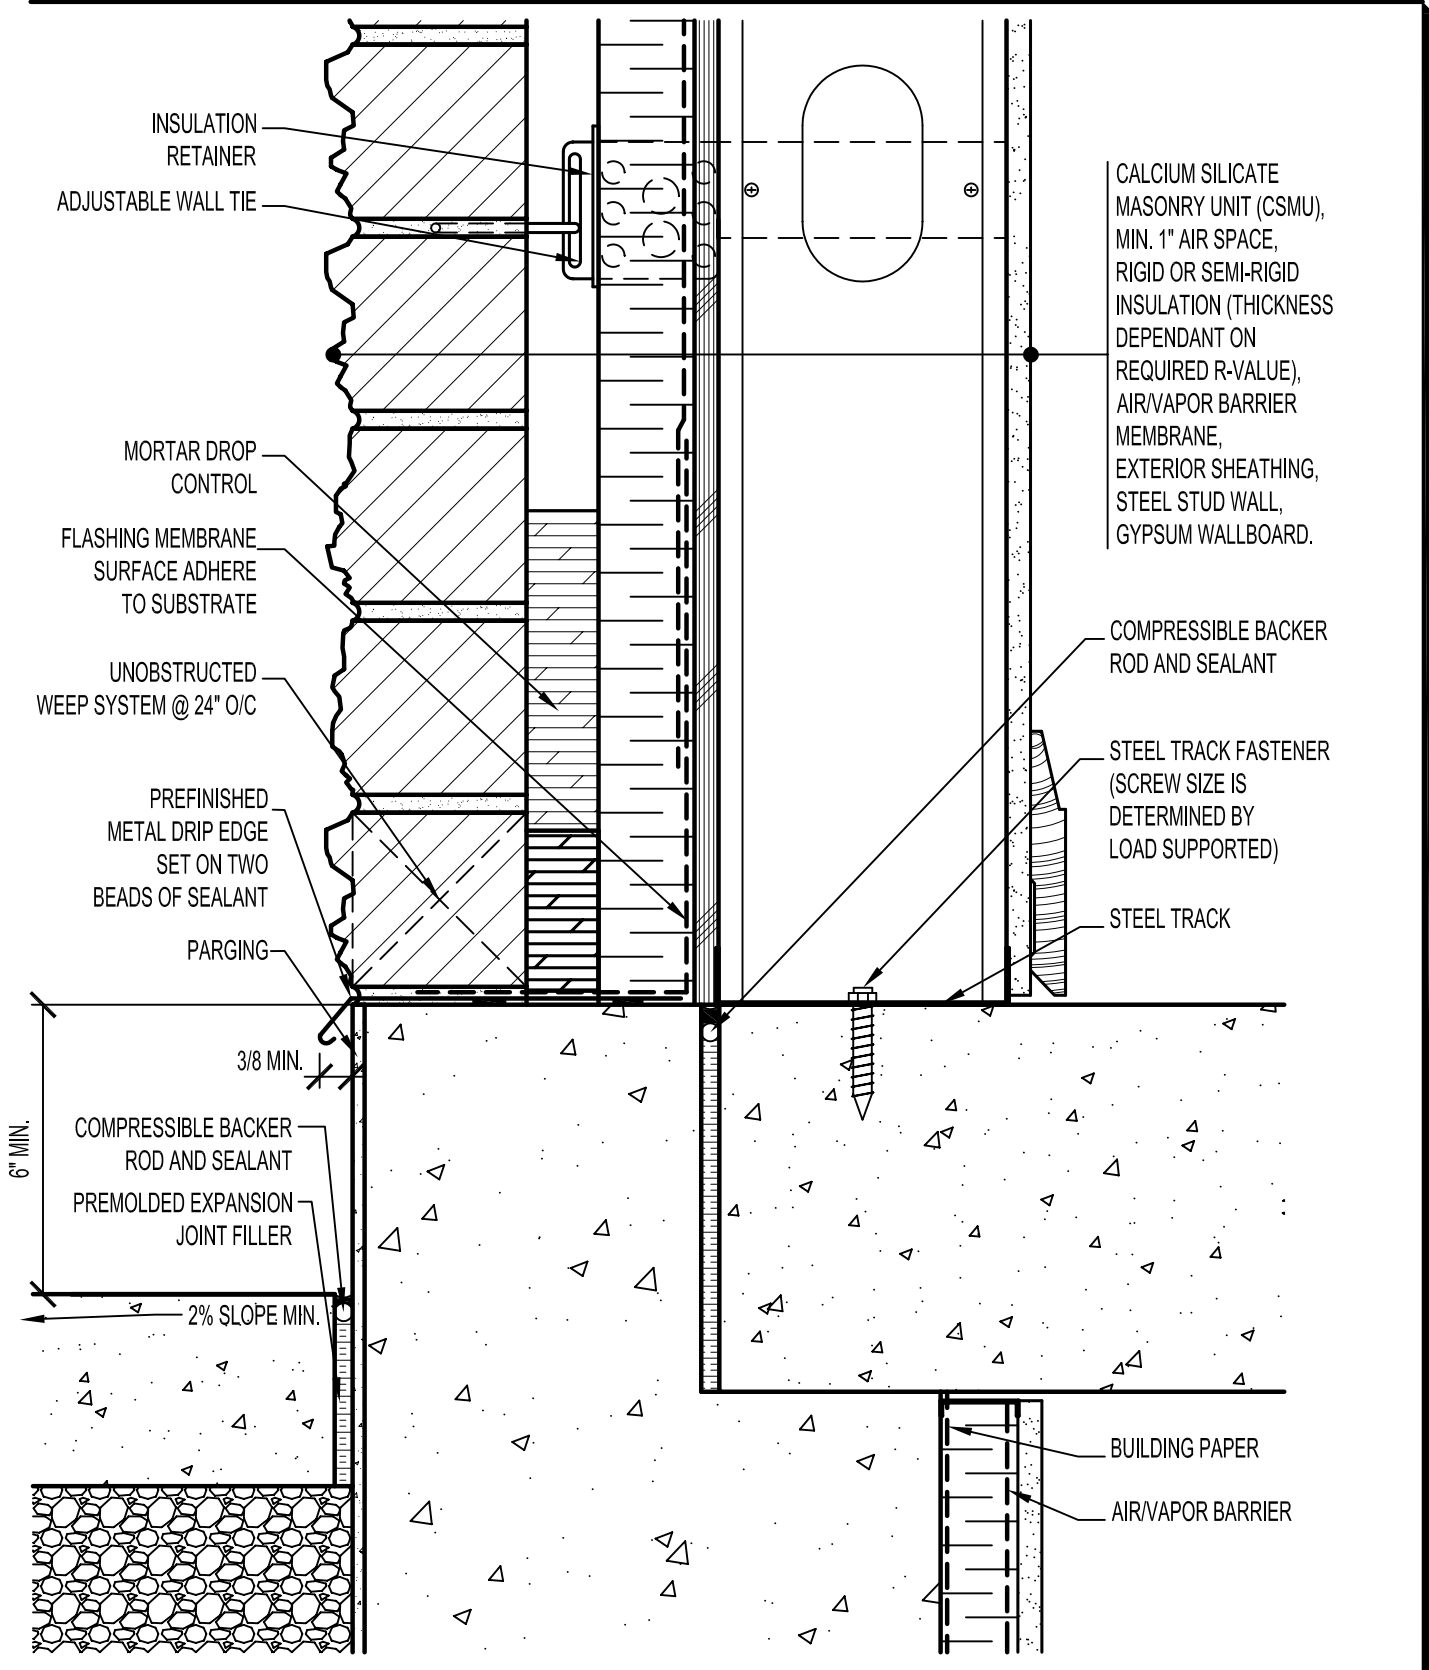 INSULATION
RETAINER
ADJUSTABLE WALL TIE
MORTAR DROP
CONTROL
FLASHING MEMBRANE
SURFACE ADHERE
TO SUBSTRATE
UNOBSTRUCTED
WEEP SYSTEM @ 24" O/C
PREFINISHED
METAL DRIP EDGE
SET ON TWO
BEADS OF SEALANT
PARGING
3/8 MIN.
6" MIN.
COMPRESSIBLE BACKER
ROD AND SEALANT
PREMOLDED EXPANSION
JOINT FILLER
2% SLOPE MIN.
CALCIUM SILICATE
MASONRY UNIT (CSMU),
MIN. 1" AIR SPACE,
RIGID OR SEMI-RIGID
INSULATION (THICKNESS
DEPENDANT ON
REQUIRED R-VALUE),
AIR/VAPOR BARRIER
MEMBRANE,
EXTERIOR SHEATHING,
STEEL STUD WALL,
GYPSUM WALLBOARD.
COMPRESSIBLE BACKER
ROD AND SEALANT
STEEL TRACK FASTENER
(SCREW SIZE IS
DETERMINED BY
LOAD SUPPORTED)
STEEL TRACK
BUILDING PAPER
AIR/VAPOR BARRIER